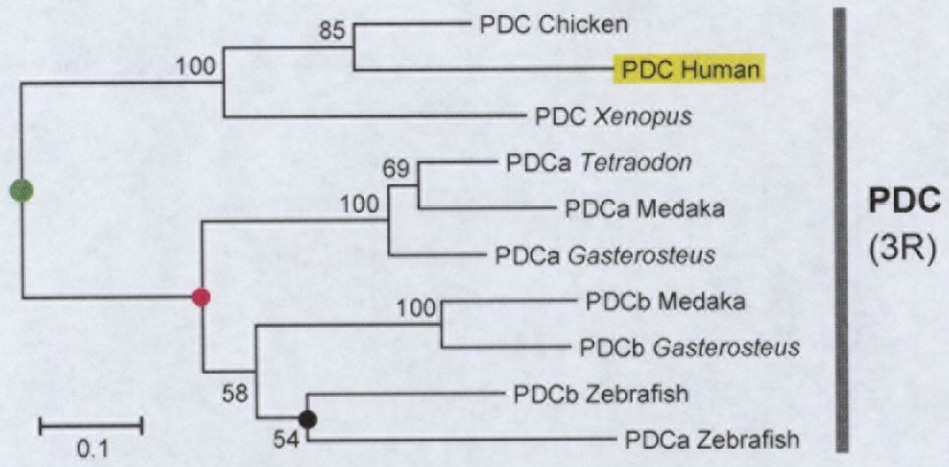 PDC Chicken
85
100
PDC Human
PDC Xenopus
PDCa Tetraodon
69
100
PDCa Medaka
PDCa Gasterosteus
PDC
(3R)
PDCb Medaka
100
PDCb Gasterosteus
58
PDCb Zebrafish
54
PDCa Zebrafish
0.1